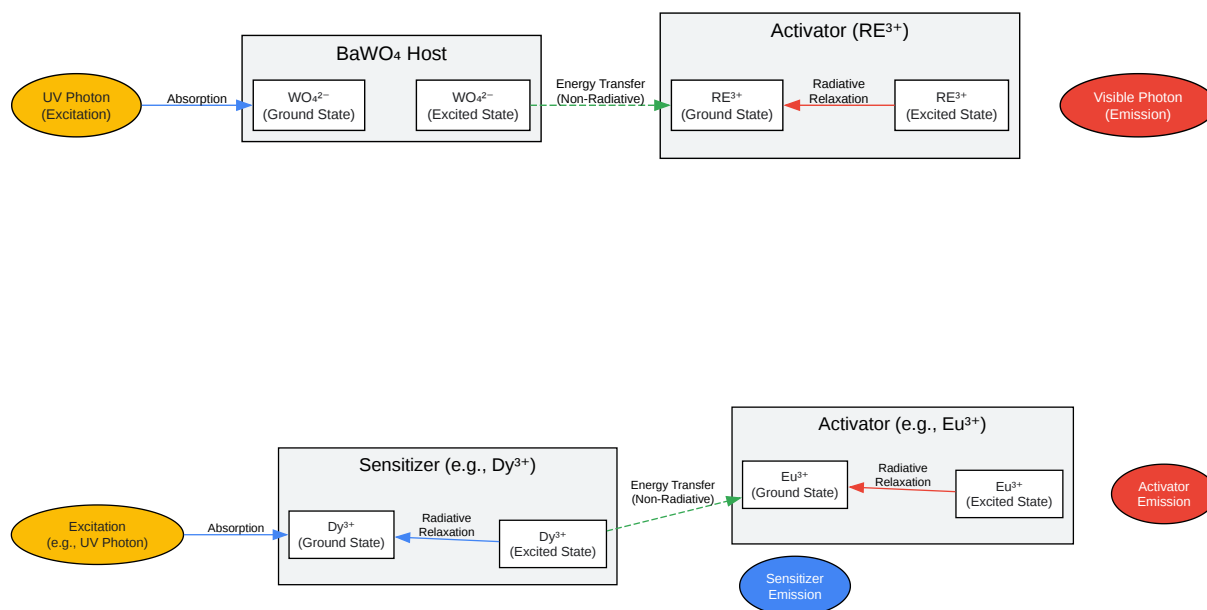 BaWO₄ Host
Activator (RE³⁺)
UV Photon
(Excitation)
Absorption
WO₄²⁻
(Ground State)
WO₄²⁻
(Excited State)
Energy Transfer
(Non-Radiative)
RE³⁺
(Ground State)
Radiative
Relaxation
RE³⁺
(Excited State)
Visible Photon
(Emission)
Sensitizer (e.g., Dy³⁺)
Activator (e.g., Eu³⁺)
Excitation
(e.g., UV Photon)
Absorption
Dy³⁺
(Ground State)
Radiative
Relaxation
Dy³⁺
(Excited State)
Energy Transfer
(Non-Radiative)
Eu³⁺
(Ground State)
Radiative
Relaxation
Eu³⁺
(Excited State)
Activator
Emission
Sensitizer
Emission